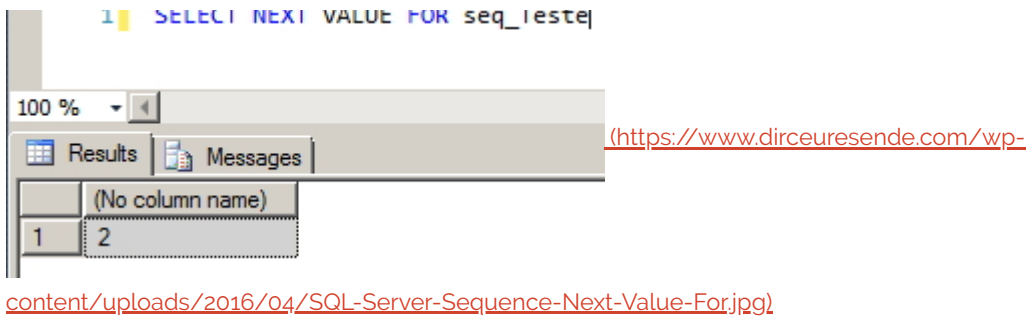 1 SELECT NEXT VALUE FOR seq_Teste
100 %
Results Messages
(No column name)
1 2
(https://www.dirceuresende.com/wp-
content/uploads/2016/04/SQL-Server-Sequence-Next-Value-For.jpg)